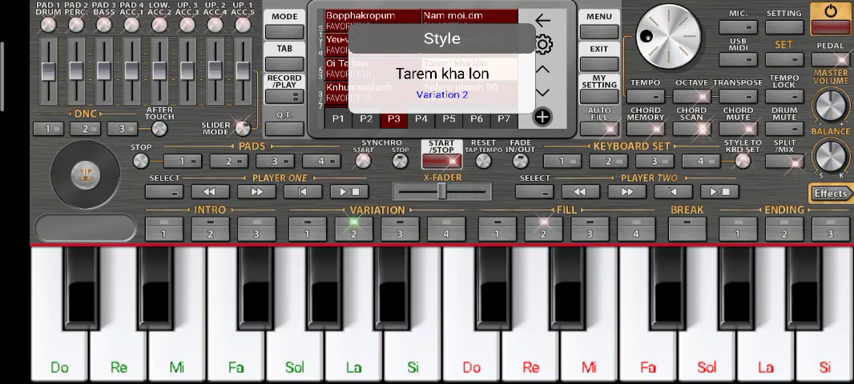 PAD 1 PAD 2 PAD 3 PAD 4 LOW. UP. 3 UP. 2 UP. 1
DRUM PERC. BASS ACC.1 ACC.2 ACC.3 ACC.4 ACC.5
MODE
TAB
RECORD
/PLAY
Q.T.
Bopphakropum Nam moi.dm
Style
Oi Te bon
Tarem kha lon
Variation 2
P1 P2 P3 P4 P5 P6 P7
MENU
EXIT
MY
SETTING
AUTO
FILL
MIC. SETTING
USB
MIDI SET PEDAL
TEMPO OCTAVE TRANSPOSE TEMPO
LOCK
MASTER
VOLUME
CHORD
MEMORY
CHORD
SCAN
CHORD
MUTE
DRUM
MUTE
BALANCE
S K
DNC
1 2 3
AFTER
TOUCH
SLIDER
MODE
STOP PADS SYNCHRO START/STOP RESET FADE KEYBOARD SET STYLE TO SPLIT
START STOP TAP TEMPO IN/OUT KBD SET /MIX
1 2 3 4 1 2 3 4
SELECT PLAYER ONE X-FADER SELECT PLAYER TWO
Effects
INTRO VARIATION FILL BREAK ENDING
1 2 3 1 2 3 4 1 2 3 4 1 2 3
Do Re Mi Fa Sol La Si Do Re Mi Fa Sol La Si